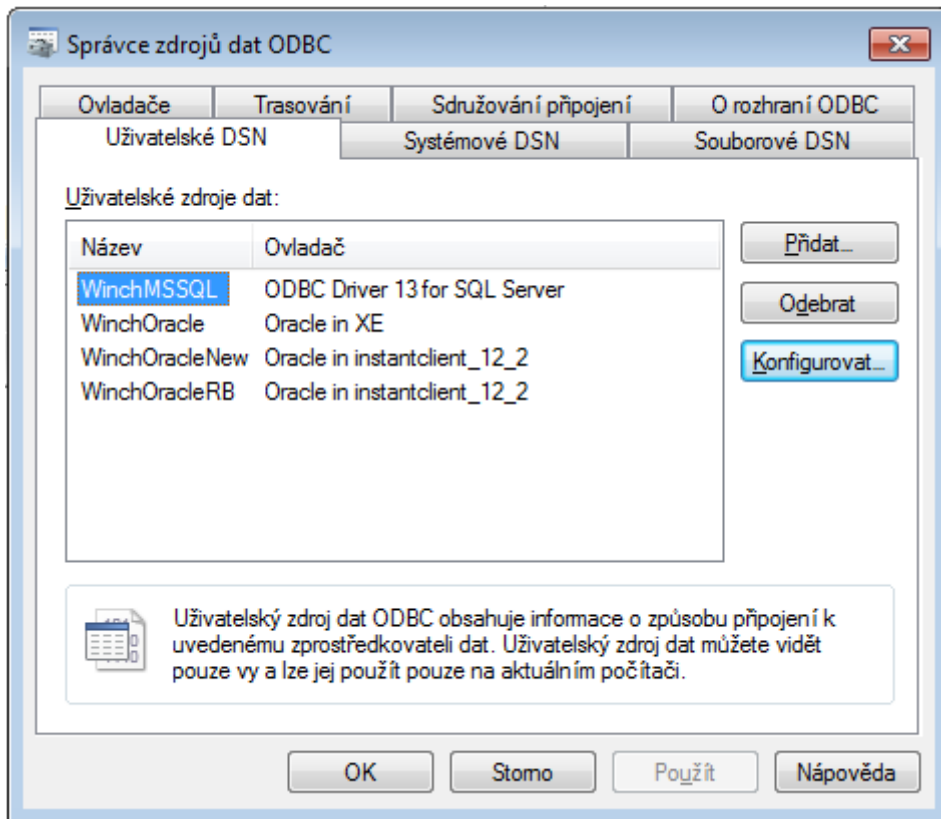 Správce zdrojů dat ODBC
Ovladače Trasování Sdružování připojení O rozhraní ODBC
Uživatelské DSN Systémové DSN Souborové DSN
Uživatelské zdroje dat:
Název Ovladač
WinchMSSQL ODBC Driver 13 for SQL Server
WinchOracle Oracle in XE
WinchOracleNew Oracle in instantclient_12_2
WinchOracleRB Oracle in instantclient_12_2
Přidat...
Odebrat
Konfigurovat...
Uživatelský zdroj dat ODBC obsahuje informace o způsobu připojení k
uvedenému zprostředkovateli dat. Uživatelský zdroj dat můžete vidět
pouze vy a lze jej použít pouze na aktuálním počítači.
OK Storno Použít Nápověda